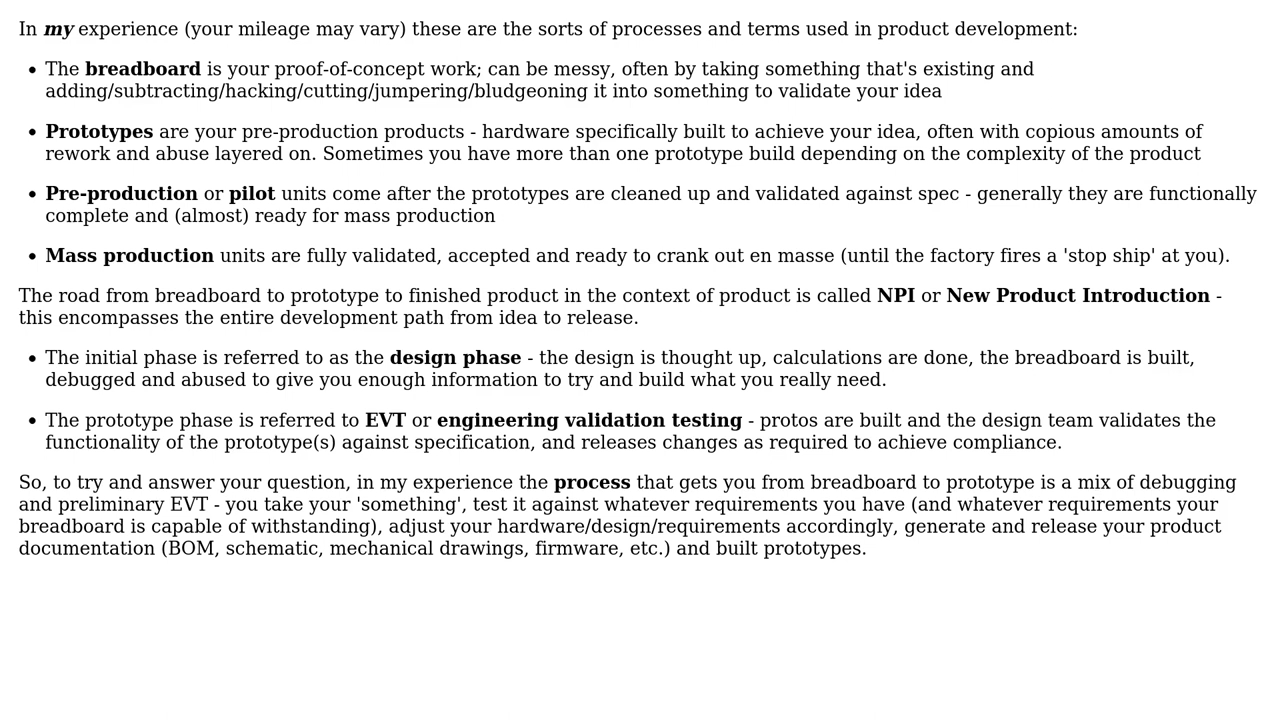 In my experience (your mileage may vary) these are the sorts of processes and terms used in product development:
• The breadboard is your proof-of-concept work; can be messy, often by taking something that's existing and
adding/subtracting/hacking/cutting/jumpering/bludgeoning it into something to validate your idea
• Prototypes are your pre-production products - hardware specifically built to achieve your idea, often with copious amounts of
rework and abuse layered on. Sometimes you have more than one prototype build depending on the complexity of the product
• Pre-production or pilot units come after the prototypes are cleaned up and validated against spec - generally they are functionally
complete and (almost) ready for mass production
• Mass production units are fully validated, accepted and ready to crank out en masse (until the factory fires a 'stop ship' at you).
The road from breadboard to prototype to finished product in the context of product is called NPI or New Product Introduction -
this encompasses the entire development path from idea to release.
• The initial phase is referred to as the design phase - the design is thought up, calculations are done, the breadboard is built,
debugged and abused to give you enough information to try and build what you really need.
• The prototype phase is referred to EVT or engineering validation testing - protos are built and the design team validates the
functionality of the prototype(s) against specification, and releases changes as required to achieve compliance.
So, to try and answer your question, in my experience the process that gets you from breadboard to prototype is a mix of debugging
and preliminary EVT - you take your 'something', test it against whatever requirements you have (and whatever requirements your
breadboard is capable of withstanding), adjust your hardware/design/requirements accordingly, generate and release your product
documentation (BOM, schematic, mechanical drawings, firmware, etc.) and built prototypes.